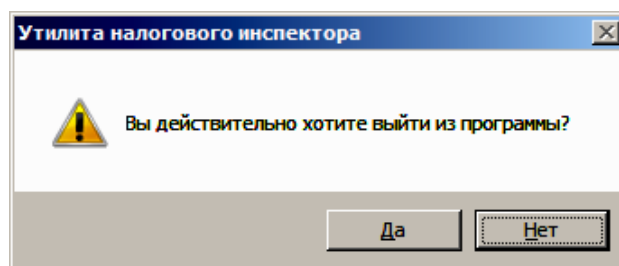 Утилита налогового инспектора
Вы действительно хотите выйти из программы?
Да
Нет